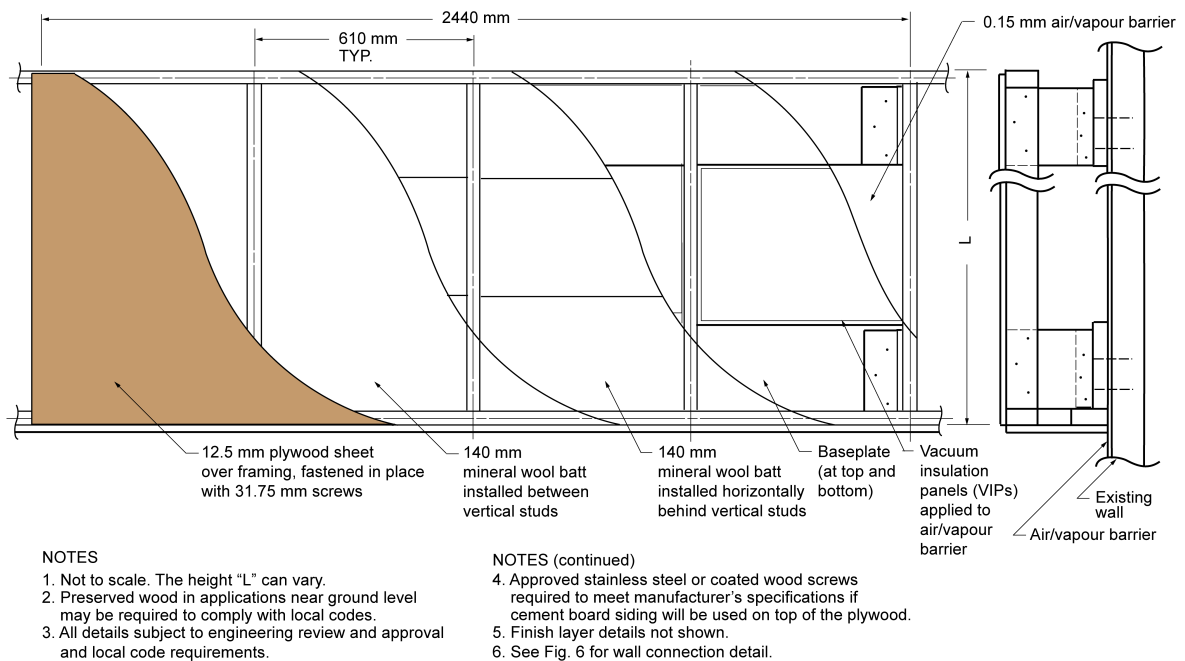 2440 mm
610 mm
TYP.
0.15 mm air/vapour barrier
L
12.5 mm plywood sheet
over framing, fastened in place
with 31.75 mm screws
140 mm
mineral wool batt
installed between
vertical studs
140 mm
mineral wool batt
installed horizontally
behind vertical studs
Baseplate
(at top and
bottom)
Vacuum
insulation
panels (VIPs)
applied to
air/vapour
barrier
Existing
wall
Air/vapour barrier
NOTES
1. Not to scale. The height “L” can vary.
2. Preserved wood in applications near ground level
may be required to comply with local codes.
3. All details subject to engineering review and approval
and local code requirements.
NOTES (continued)
4. Approved stainless steel or coated wood screws
required to meet manufacturer’s specifications if
cement board siding will be used on top of the plywood.
5. Finish layer details not shown.
6. See Fig. 6 for wall connection detail.